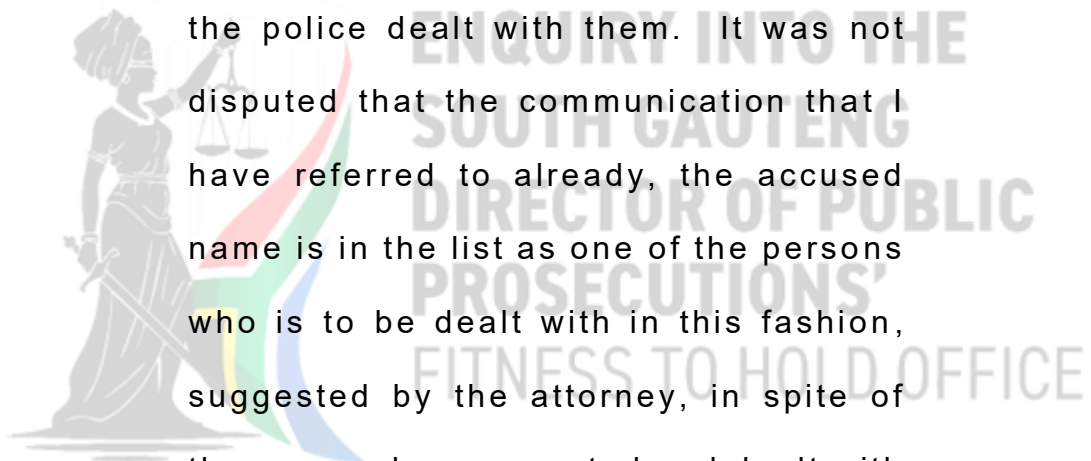 the police dealt with them. It was not
ENQUIRY INTO THE
disputed that the communication that I
SOUTH GAUTENG
have referred to already, the accused
DIRECTOR OF PUBLIC
name is in the list as one of the persons
PROSECUTIONS'
who is to be dealt with in this fashion,
FITNESS TO HOLD OFFICE
suggested by the attorney, in spite of